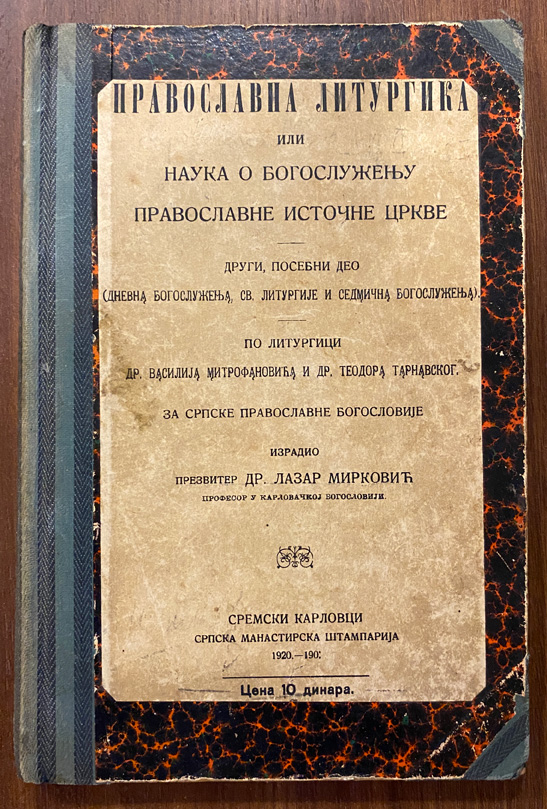 ПРАВОСЛАВНА ЛИТУРГИКА
или
НАУКА О БОГОСЛУЖЕЊУ
ПРАВОСЛАВНЕ ИСТОЧНЕ ЦРКВЕ
ДРУГИ, ПОСЕБНИ ДЕО
(ДНЕВНА БОГОСЛУЖЕЊА, СВ. ЛИТУРГИЈЕ И СЕДМИЧНА БОГОСЛУЖЕЊА).
ПО ЛИТУРГИЦИ
ДР. ВАСИЛИЈА МИТРОФАНОВИЋА И ДР. ТЕОДОРА ТАРНАВСКОГ.
ЗА СРПСКЕ ПРАВОСЛАВНЕ БОГОСЛОВИЈЕ
ИЗРАДИО
ПРЕЗВИТЕР ДР. ЛАЗАР МИРКОВИЋ
ПРОФЕСОР У КАРЛОВАЧКОЈ БОГОСЛОВИЈИ.
СРЕМСКИ КАРЛОВЦИ
СРПСКА МАНАСТИРСКА ШТАМПАРИЈА
1920.—
Цена 10 динара.